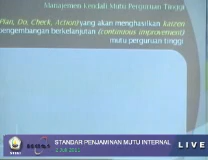 Manajemen Kendali Mutu Perguruan Tinggi
Plan, Do, Check, Action) yang akan menghasilkan kaizen
pengembangan berkelanjutan (continuous improvement)
mutu perguruan tinggi
STANDAR PENJAMINAN MUTU INTERNAL
LIVE